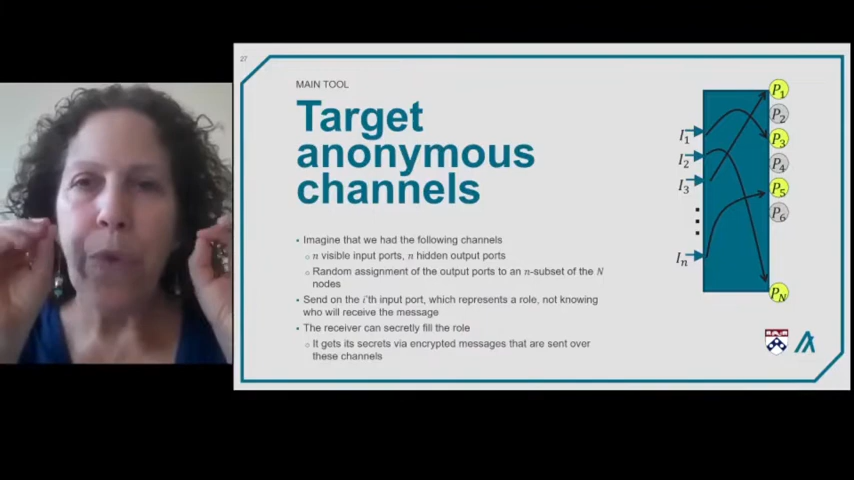 27
MAIN TOOL
Target
anonymous
channels
▪ Imagine that we had the following channels
o n visible input ports, n hidden output ports
o Random assignment of the output ports to an n-subset of the N
nodes
▪ Send on the i'th input port, which represents a role, not knowing
who will receive the message
▪ The receiver can secretly fill the role
o It gets its secrets via encrypted messages that are sent over
these channels
I1
I2
I3
In
P1
P2
P3
P4
P5
P6
PN